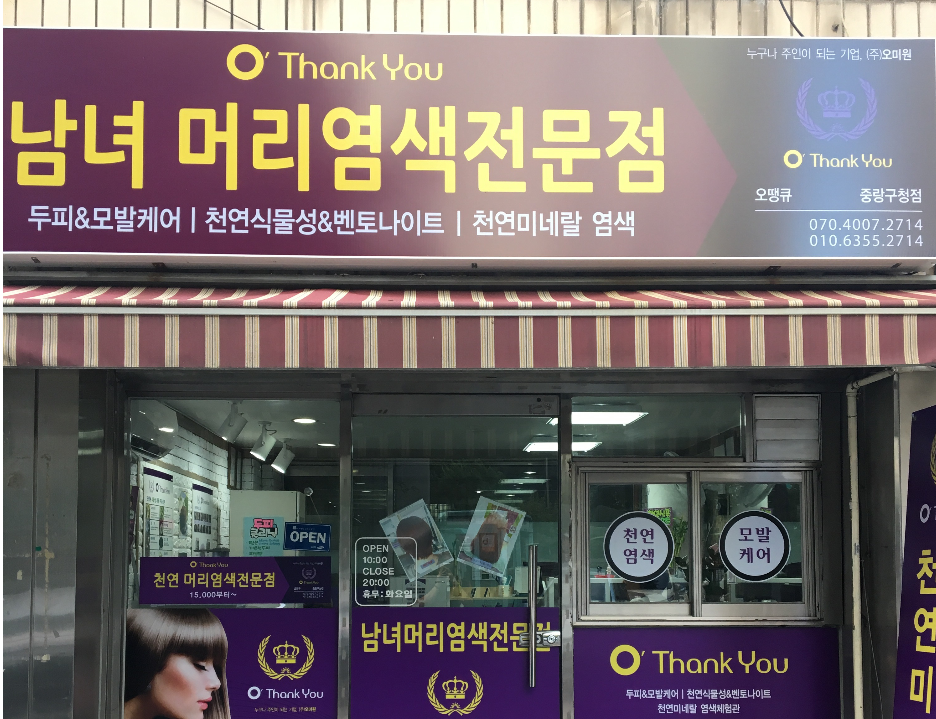 O' Thank You
남녀 머리염색전문점
두피&모발케어 | 천연식물성&벤토나이트 | 천연미네랄 염색
누구나 주인이 되는 기업, (주)오미원
O' Thank You
오땡큐 중랑구청점
070.4007.2714
010.6355.2714
OPEN
O' Thank You
천연 머리염색전문점
15,000부터~
O' Thank You
OPEN
10:00
CLOSE
20:00
휴무:화요일
남녀머리염색전문점
천연
염색
모발
케어
O' Thank You
두피&모발케어 | 천연식물성&벤토나이트
천연미네랄 염색체험관
천
연
미